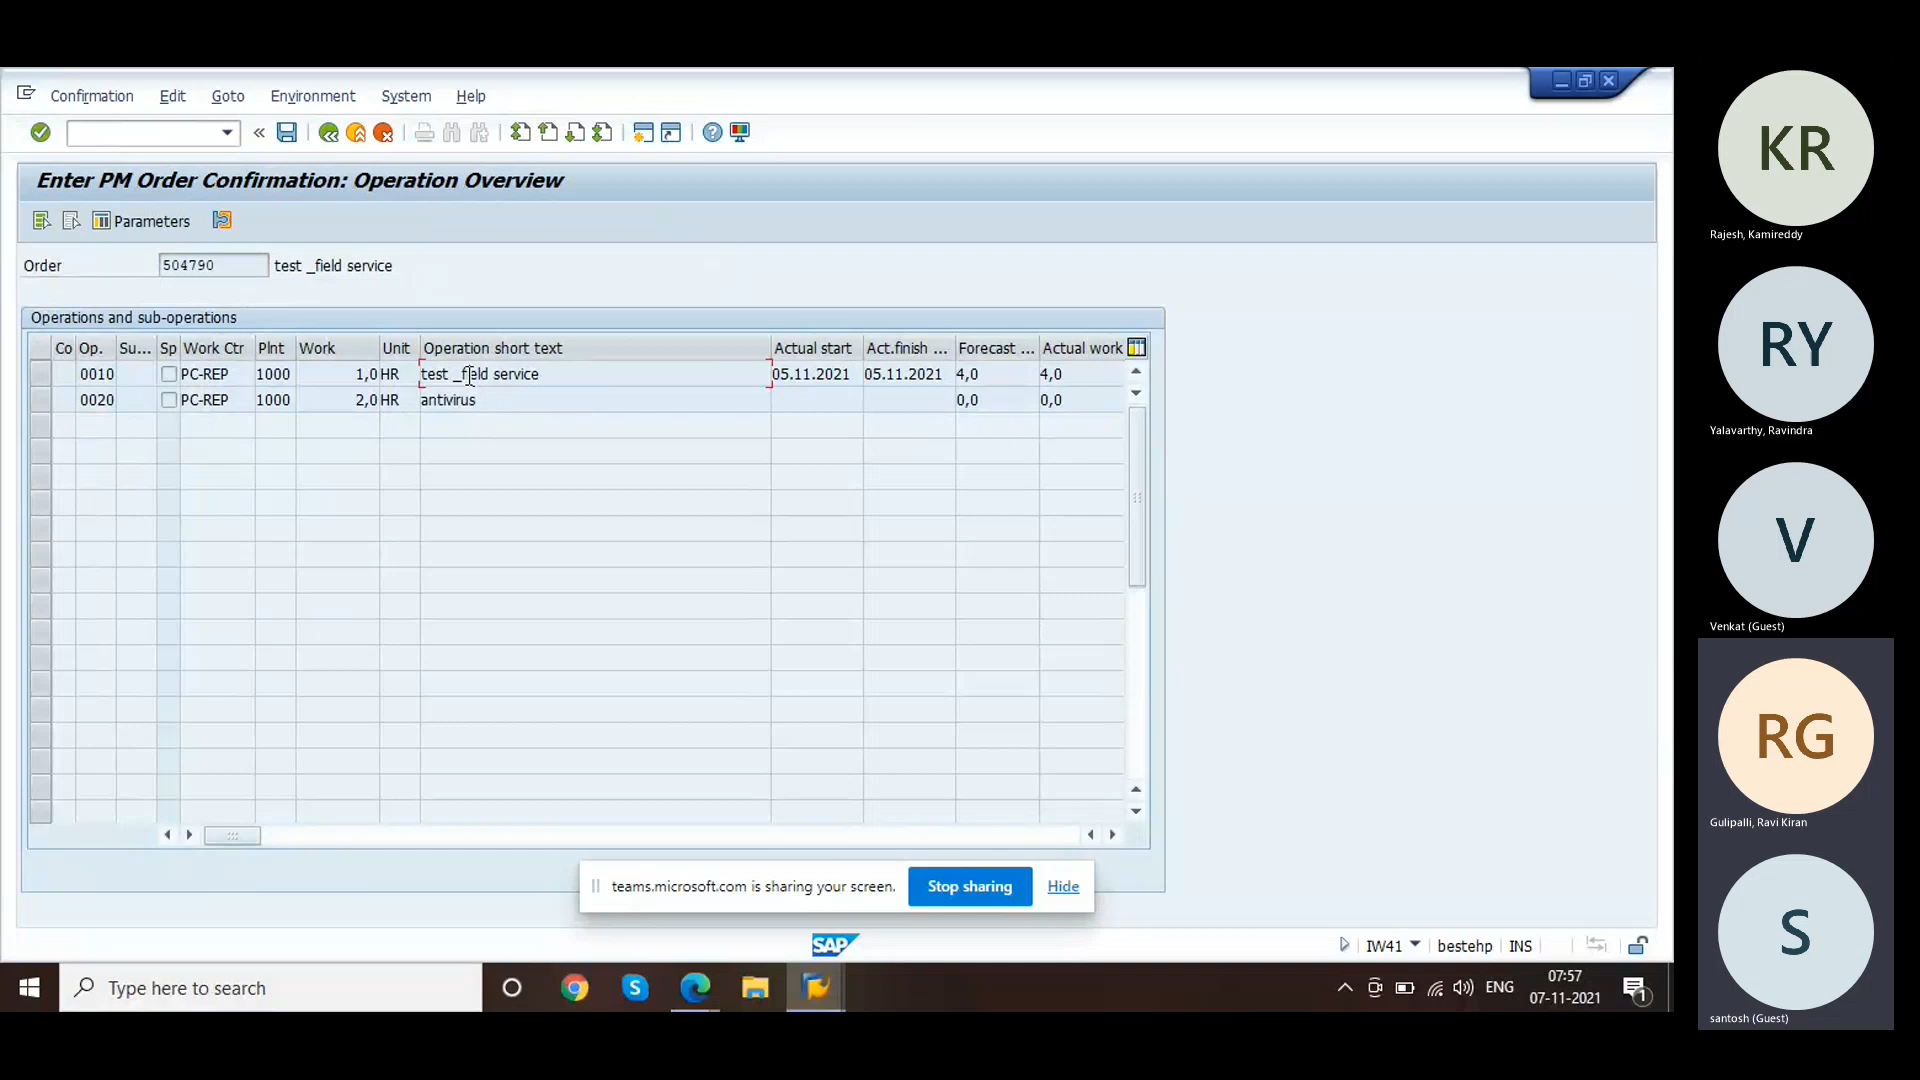 Confirmation Edit Goto Environment System Help
Enter PM Order Confirmation: Operation Overview
Parameters
Order 504790 test _field service
Operations and sub-operations
Co Op. Su... Sp Work Ctr Plnt Work Unit Operation short text Actual start Act.finish ... Forecast ... Actual work
0010 PC-REP 1000 1,0 HR test _field service 05.11.2021 05.11.2021 4,0 4,0
0020 PC-REP 1000 2,0 HR antivirus 0,0 0,0
teams.microsoft.com is sharing your screen. Stop sharing Hide
SAP IW41 bestehp INS
Type here to search
S
ENG
07:57
07-11-2021
1
KR
Rajesh, Kamireddy
RY
Yalavarthy, Ravindra
V
Venkat (Guest)
RG
Gulipalli, Ravi Kiran
S
santosh (Guest)